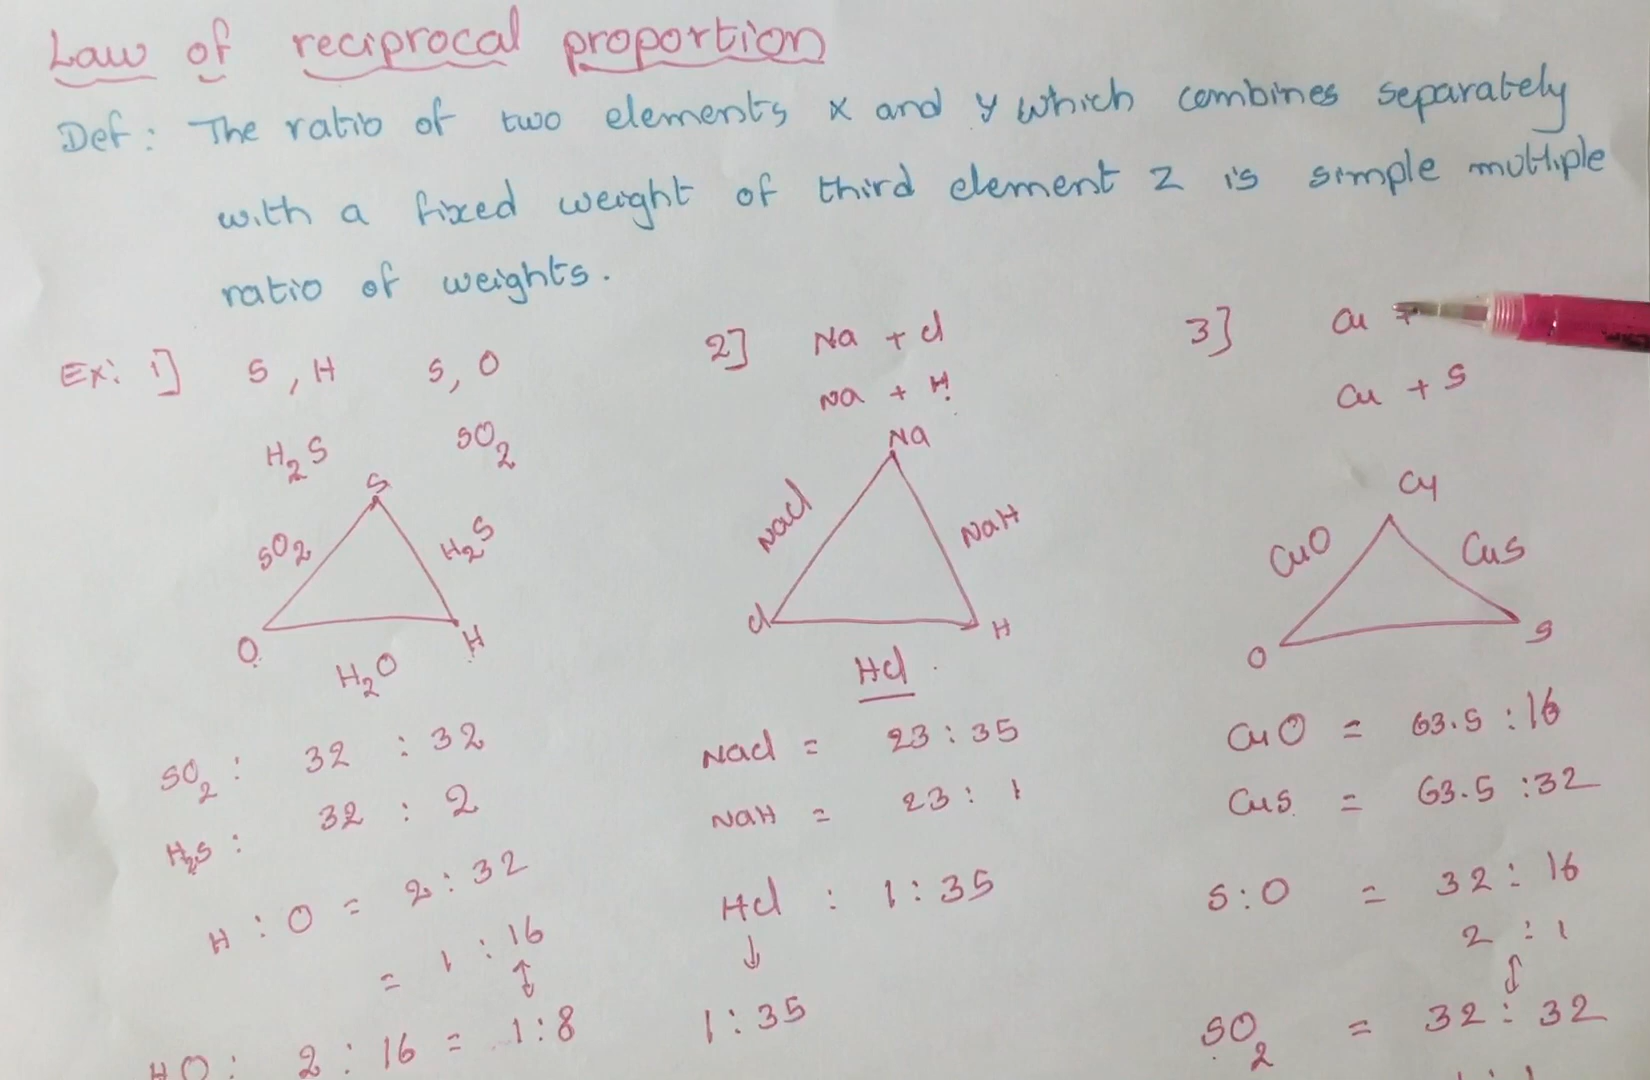 Law of reciprocal proportion
Def: The ratio of two elements x and y which combines separately
with a fixed weight of third element z is simple multiple
ratio of weights.
Ex: 1] S, H S, O
H2S SO2
S
SO2 H2S
O H
H2O
SO2 : 32 : 32
H2S : 32 : 2
H : O = 2 : 32
= 1 : 16
↕
H O : 2 : 16 = 1 : 8
2] Na + Cl
Na + H
Na
NaCl NaH
Cl H
HCl
NaCl = 23 : 35
NaH = 23 : 1
HCl : 1 : 35
↓
1 : 35
3] Cu +
Cu + S
Cu
CuO CuS
O S
CuO = 63.5 : 16
CuS = 63.5 : 32
S:O = 32 : 16
2 : 1
↕
SO2 = 32 : 32